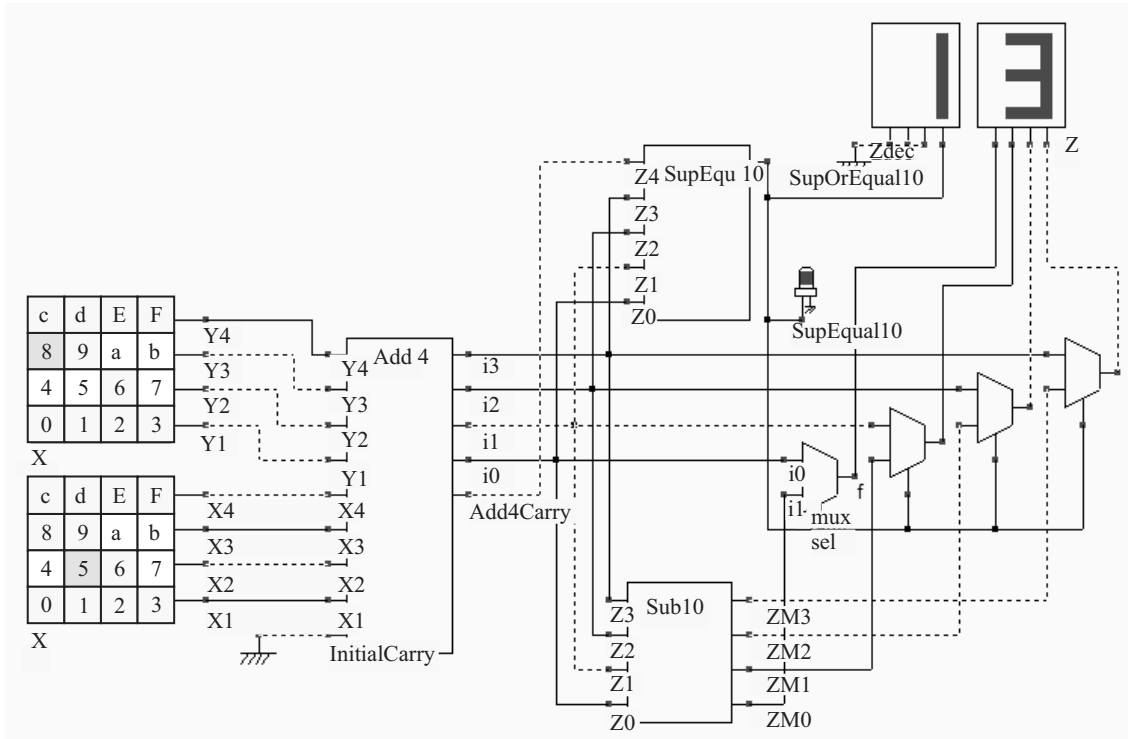 13
Zdec
Z
SupOrEqual10
SupEqu 10
Z4
Z3
Z2
Z1
Z0
SupEqual10
c d E F
8 9 a b
4 5 6 7
0 1 2 3
X
Y4
Y3
Y2
Y1
Add 4
Y4
Y3
Y2
Y1
X4
X3
X2
X1
InitialCarry
i3
i2
i1
i0
Add4Carry
c d E F
8 9 a b
4 5 6 7
0 1 2 3
X
X4
X3
X2
X1
i0
i1
f
mux
sel
Sub10
Z3
Z2
Z1
Z0
ZM3
ZM2
ZM1
ZM0